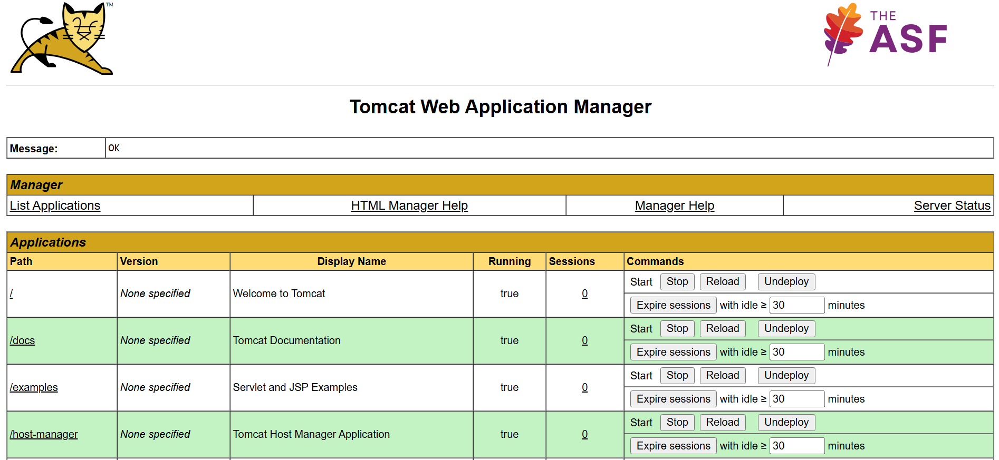 TM
THE
ASF
Tomcat Web Application Manager
Message: OK
Manager
List Applications HTML Manager Help Manager Help Server Status
Applications
Path Version Display Name Running Sessions Commands
/ None specified Welcome to Tomcat true 0 Start Stop Reload Undeploy
Expire sessions with idle ≥ 30 minutes
/docs None specified Tomcat Documentation true 0 Start Stop Reload Undeploy
Expire sessions with idle ≥ 30 minutes
/examples None specified Servlet and JSP Examples true 0 Start Stop Reload Undeploy
Expire sessions with idle ≥ 30 minutes
/host-manager None specified Tomcat Host Manager Application true 0 Start Stop Reload Undeploy
Expire sessions with idle ≥ 30 minutes